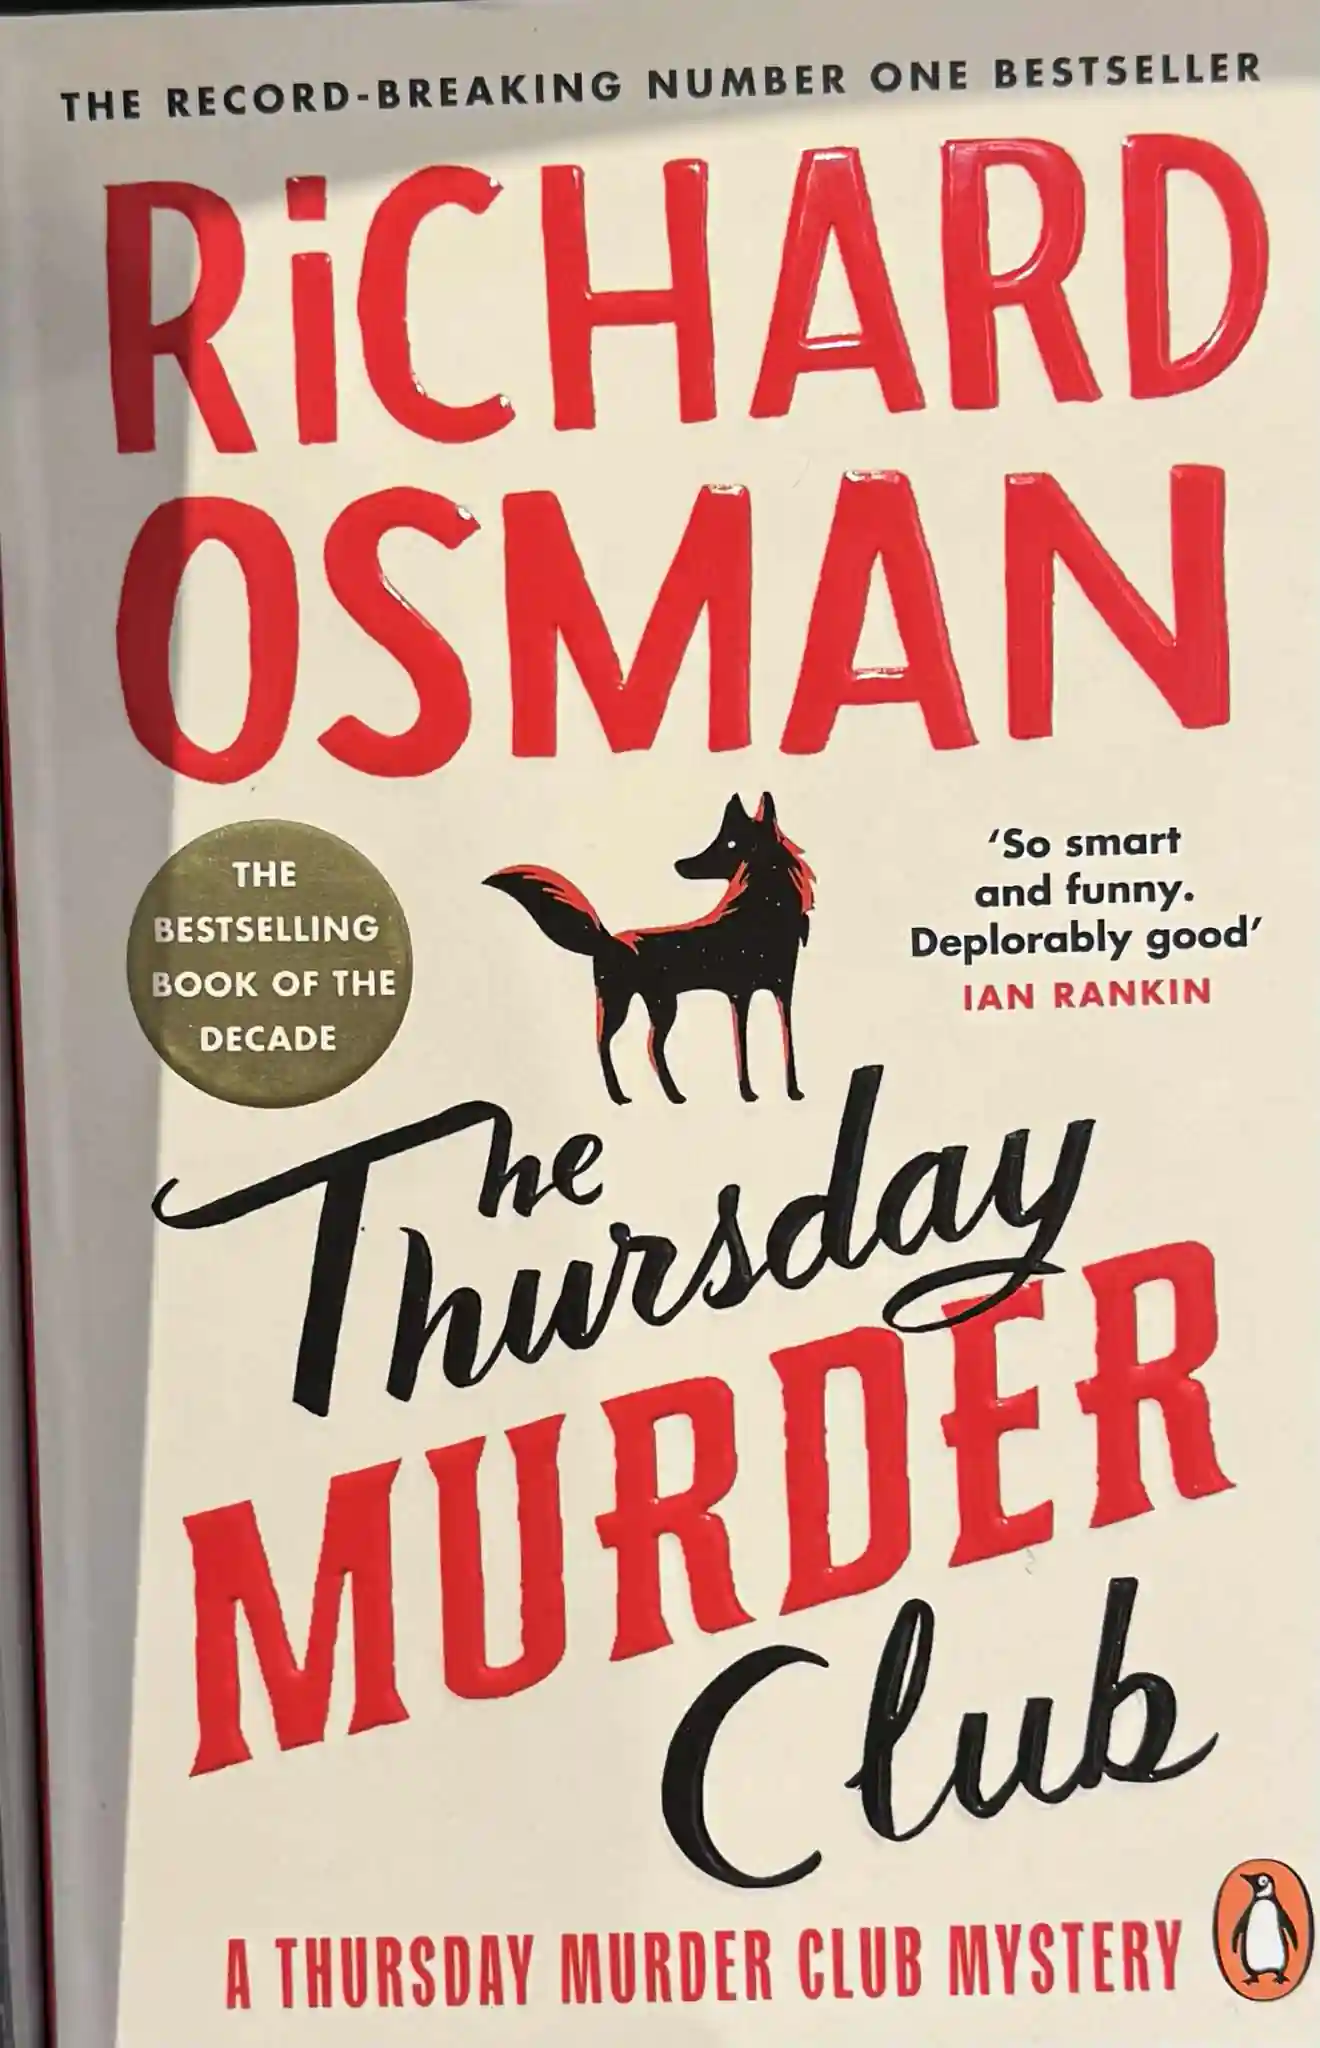 THE RECORD-BREAKING NUMBER ONE BESTSELLER
RiCHARD
OSMAN
THE
BESTSELLING
BOOK OF THE
DECADE
‘So smart
and funny.
Deplorably good’
IAN RANKIN
The
Thursday
MURDER
Club
A THURSDAY MURDER CLUB MYSTERY